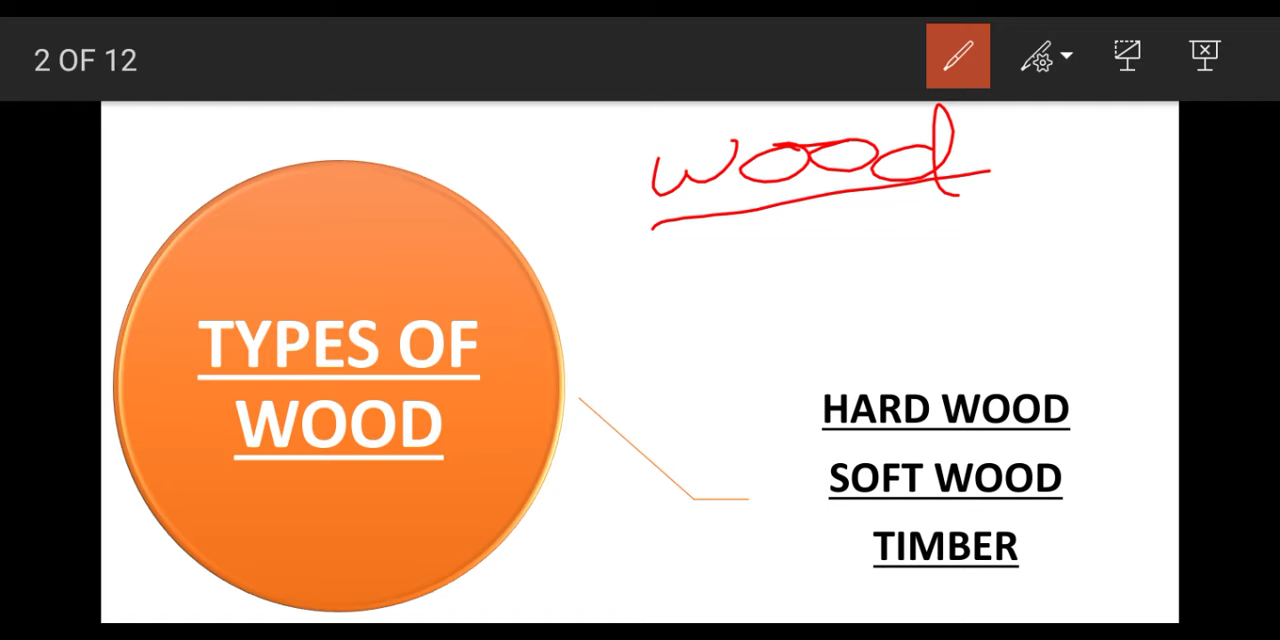 2 OF 12
wood
TYPES OF
WOOD
HARD WOOD
SOFT WOOD
TIMBER